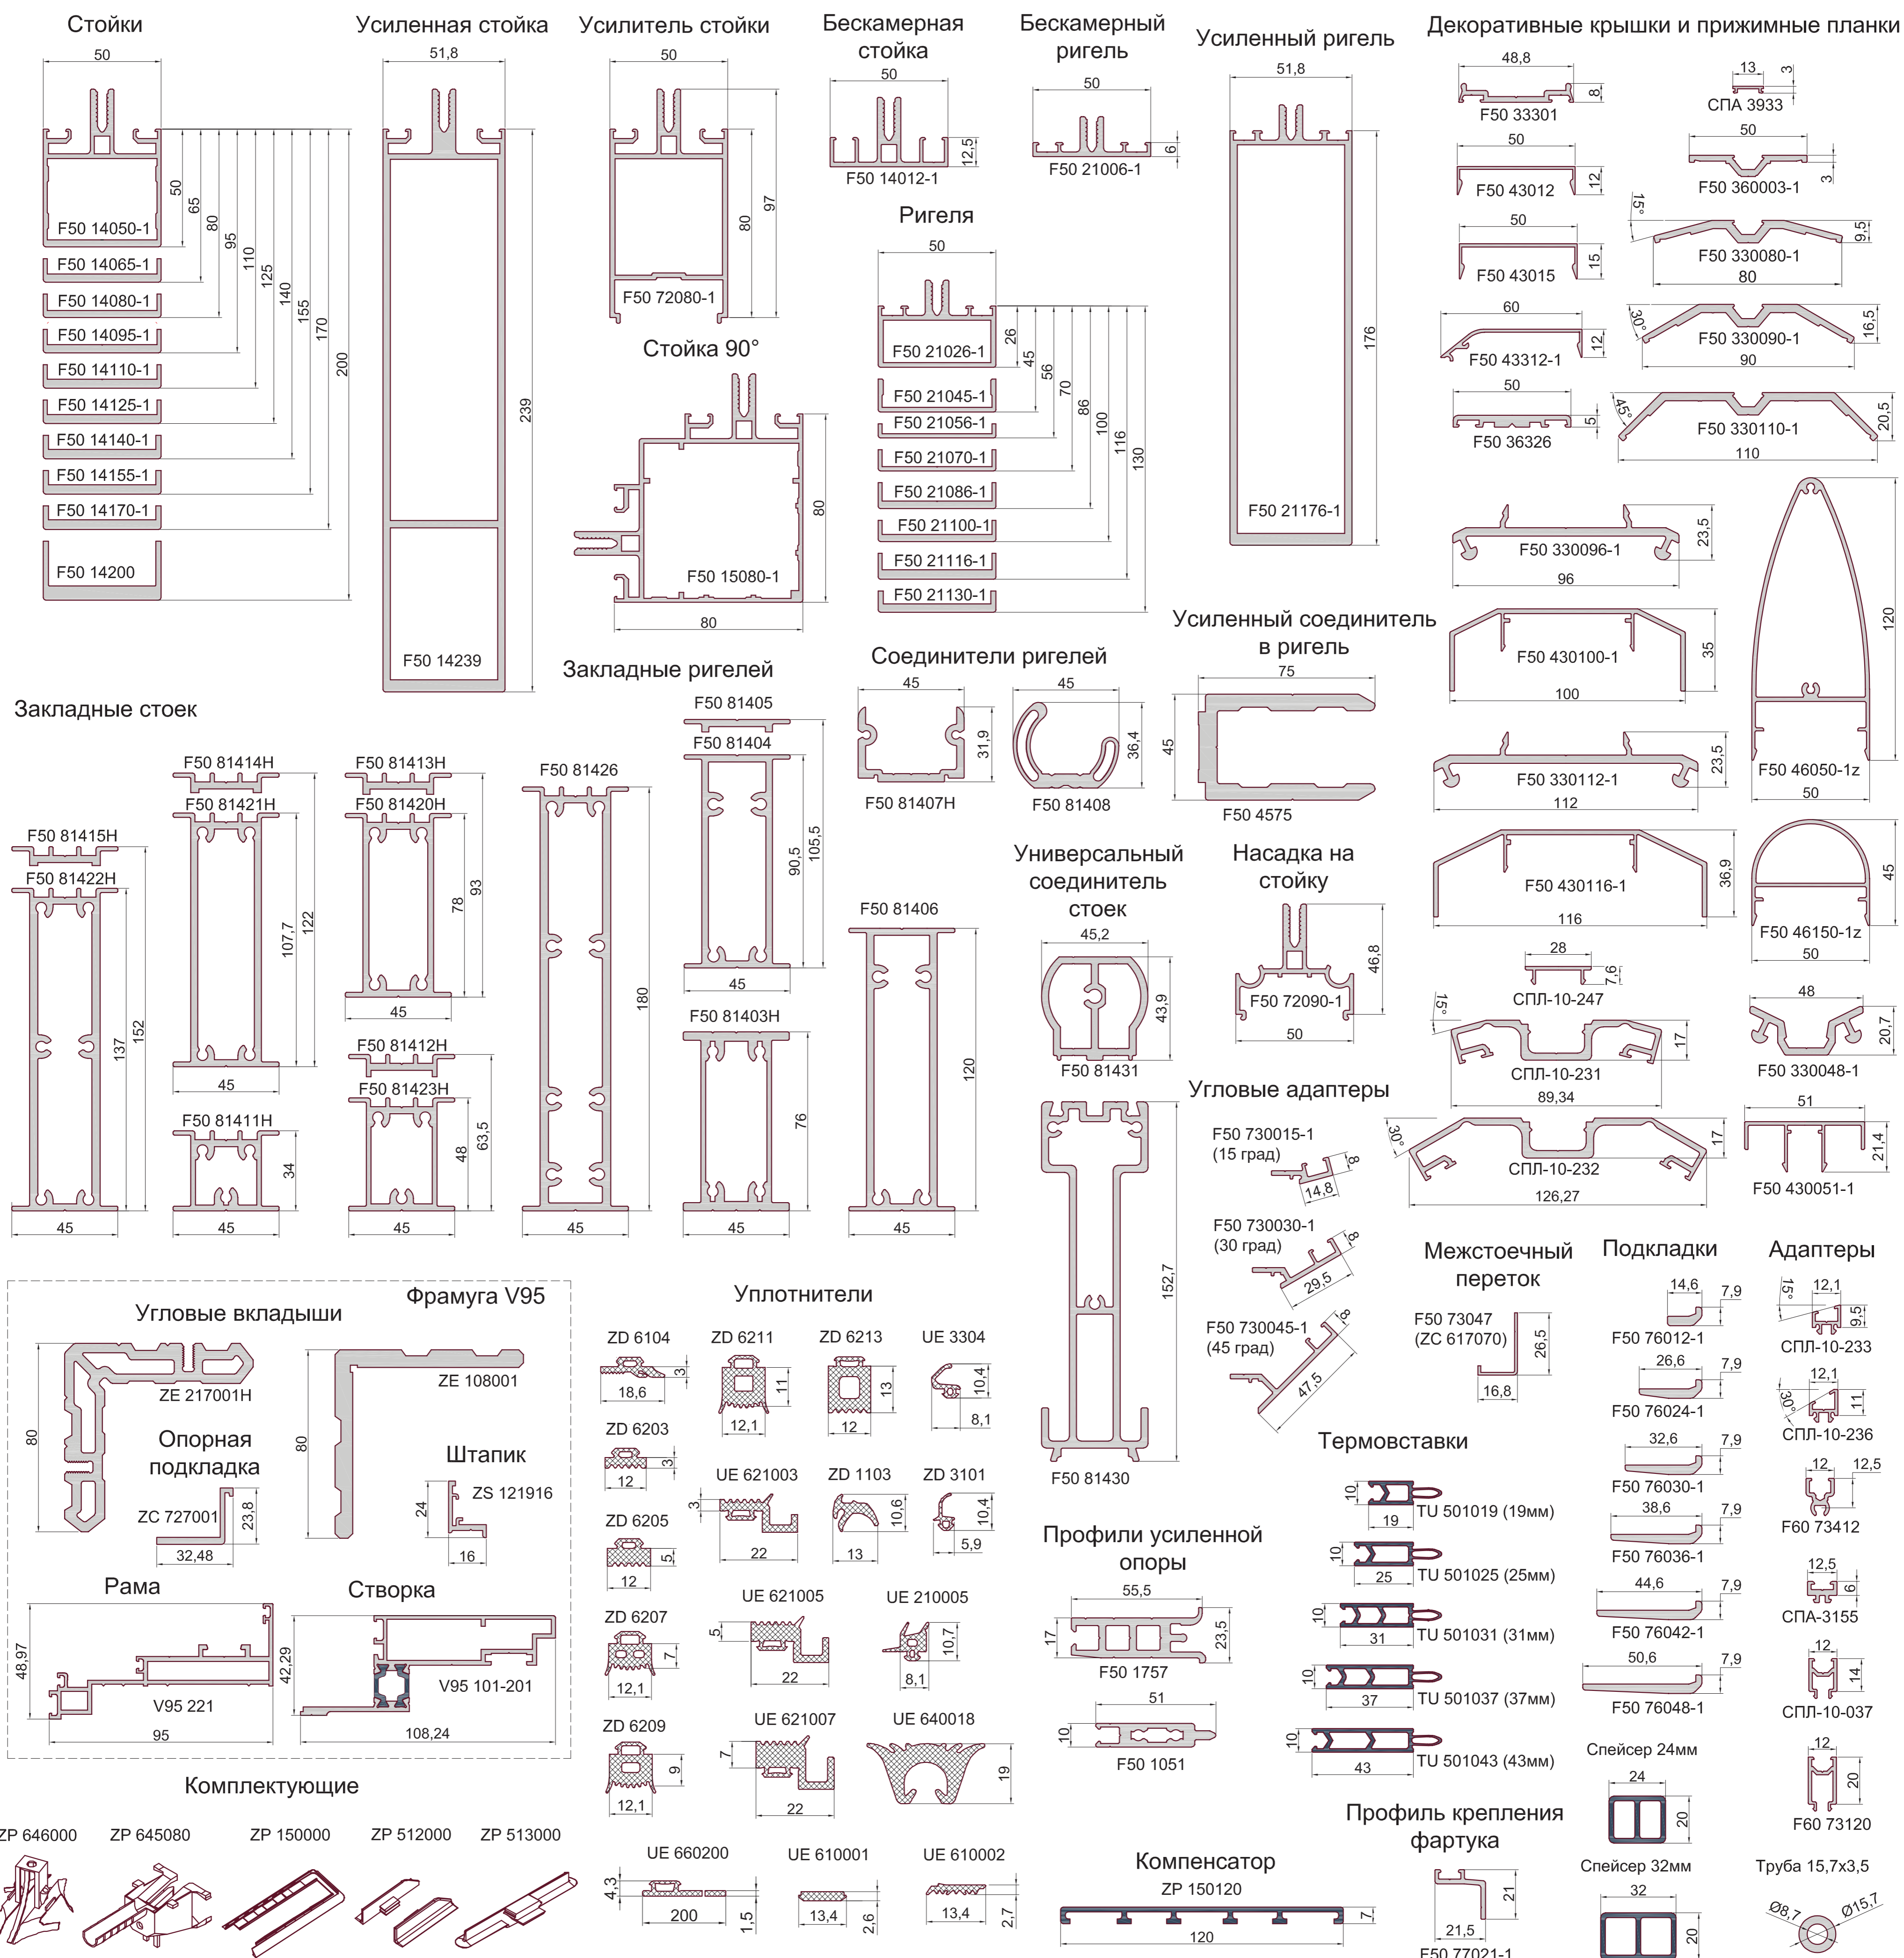 Стойки
50
F50 14050-1
F50 14065-1
F50 14080-1
F50 14095-1
F50 14110-1
F50 14125-1
F50 14140-1
F50 14155-1
F50 14170-1
F50 14200
50
65
80
95
110
125
140
155
170
200
Усиленная стойка
51,8
239
F50 14239
Усилитель стойки
50
80
97
F50 72080-1
Стойка 90°
80
F50 15080-1
80
Бескамерная
стойка
50
12,5
F50 14012-1
Бескамерный
ригель
50
6
F50 21006-1
Ригеля
50
F50 21026-1
F50 21045-1
F50 21056-1
F50 21070-1
F50 21086-1
F50 21100-1
F50 21116-1
F50 21130-1
26
45
56
70
86
100
116
130
Усиленный ригель
51,8
176
F50 21176-1
Декоративные крышки и прижимные планки
48,8
8
F50 33301
13
3
СПА 3933
50
12
F50 43012
50
3
F50 360003-1
50
15
F50 43015
15°
9,5
F50 330080-1
80
60
12
F50 43312-1
30°
16,5
F50 330090-1
90
50
5
F50 36326
45°
20,5
F50 330110-1
110
23,5
F50 330096-1
96
120
F50 46050-1z
50
35
F50 430100-1
100
23,5
F50 330112-1
112
36,9
F50 430116-1
116
45
F50 46150-1z
50
28
7,6
СПЛ-10-247
15°
17
СПЛ-10-231
89,34
48
20,7
F50 330048-1
30°
17
СПЛ-10-232
126,27
51
21,4
F50 430051-1
Закладные стоек
F50 81415H
F50 81422H
137
152
45
F50 81414H
F50 81421H
107,7
122
45
F50 81411H
34
45
F50 81413H
F50 81420H
78
93
45
F50 81412H
F50 81423H
48
63,5
45
F50 81426
180
45
Закладные ригелей
F50 81405
F50 81404
90,5
105,5
45
F50 81403H
76
45
F50 81406
120
45
Соединители ригелей
45
31,9
F50 81407H
45
36,4
F50 81408
Усиленный соединитель
в ригель
75
45
F50 4575
Универсальный
соединитель
стоек
45,2
43,9
F50 81431
152,7
F50 81430
Насадка на
стойку
46,8
F50 72090-1
50
Угловые адаптеры
F50 730015-1
(15 град)
8
14,8
F50 730030-1
(30 град)
8
29,5
F50 730045-1
(45 град)
8
47,5
Межстоечный
переток
F50 73047
(ZC 617070)
26,5
16,8
Подкладки
14,6
7,9
F50 76012-1
26,6
7,9
F50 76024-1
32,6
7,9
F50 76030-1
38,6
7,9
F50 76036-1
44,6
7,9
F50 76042-1
50,6
7,9
F50 76048-1
Адаптеры
15°
12,1
9,5
СПЛ-10-233
12,1
30°
11
СПЛ-10-236
12
12,5
F60 73412
12,5
6
СПА-3155
12
14
СПЛ-10-037
12
20
F60 73120
Фрамуга V95
Угловые вкладыши
80
ZE 217001H
80
ZE 108001
Опорная
подкладка
ZC 727001
23,8
32,48
Штапик
24
ZS 121916
16
Рама
48,97
V95 221
95
Створка
42,29
V95 101-201
108,24
Комплектующие
ZP 646000
ZP 645080
ZP 150000
ZP 512000
ZP 513000
Уплотнители
ZD 6104
3
18,6
ZD 6211
11
12,1
ZD 6213
13
12
UE 3304
10,4
8,1
ZD 6203
3
12
UE 621003
3
22
ZD 1103
10,6
13
ZD 3101
10,4
5,9
ZD 6205
5
12
UE 621005
5
22
UE 210005
10,7
8,1
ZD 6207
7
12,1
ZD 6209
9
12,1
UE 621007
7
22
UE 640018
19
UE 660200
4,3
200
1,5
UE 610001
13,4
2,6
UE 610002
13,4
2,7
Профили усиленной
опоры
55,5
17
23,5
F50 1757
51
10
F50 1051
Термовставки
10
19
TU 501019 (19мм)
10
25
TU 501025 (25мм)
10
31
TU 501031 (31мм)
10
37
TU 501037 (37мм)
10
43
TU 501043 (43мм)
Компенсатор
ZP 150120
7
120
Профиль крепления
фартука
21
21,5
F50 77021-1
Спейсер 24мм
24
20
Спейсер 32мм
32
20
Труба 15,7х3,5
Ø8,7
Ø15,7